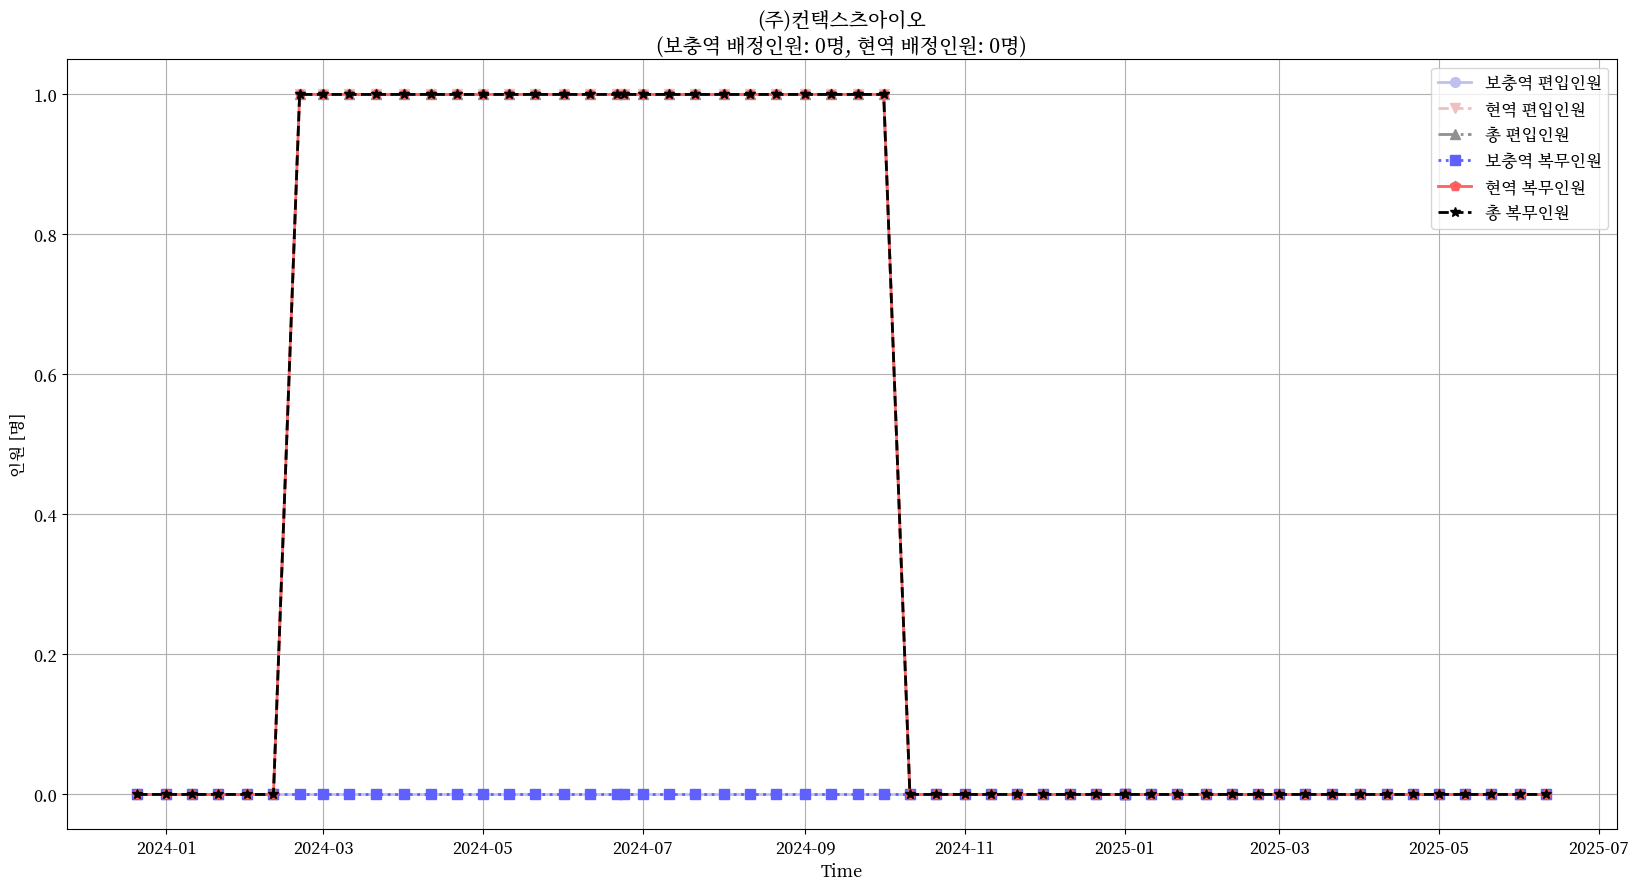 (주)컨택스츠아이오
(보충역 배정인원: 0명, 현역 배정인원: 0명)
인원 [명]
1.0
0.8
0.6
0.4
0.2
0.0
보충역 편입인원
현역 편입인원
총 편입인원
보충역 복무인원
현역 복무인원
총 복무인원
2024-01
2024-03
2024-05
2024-07
2024-09
2024-11
2025-01
2025-03
2025-05
2025-07
Time